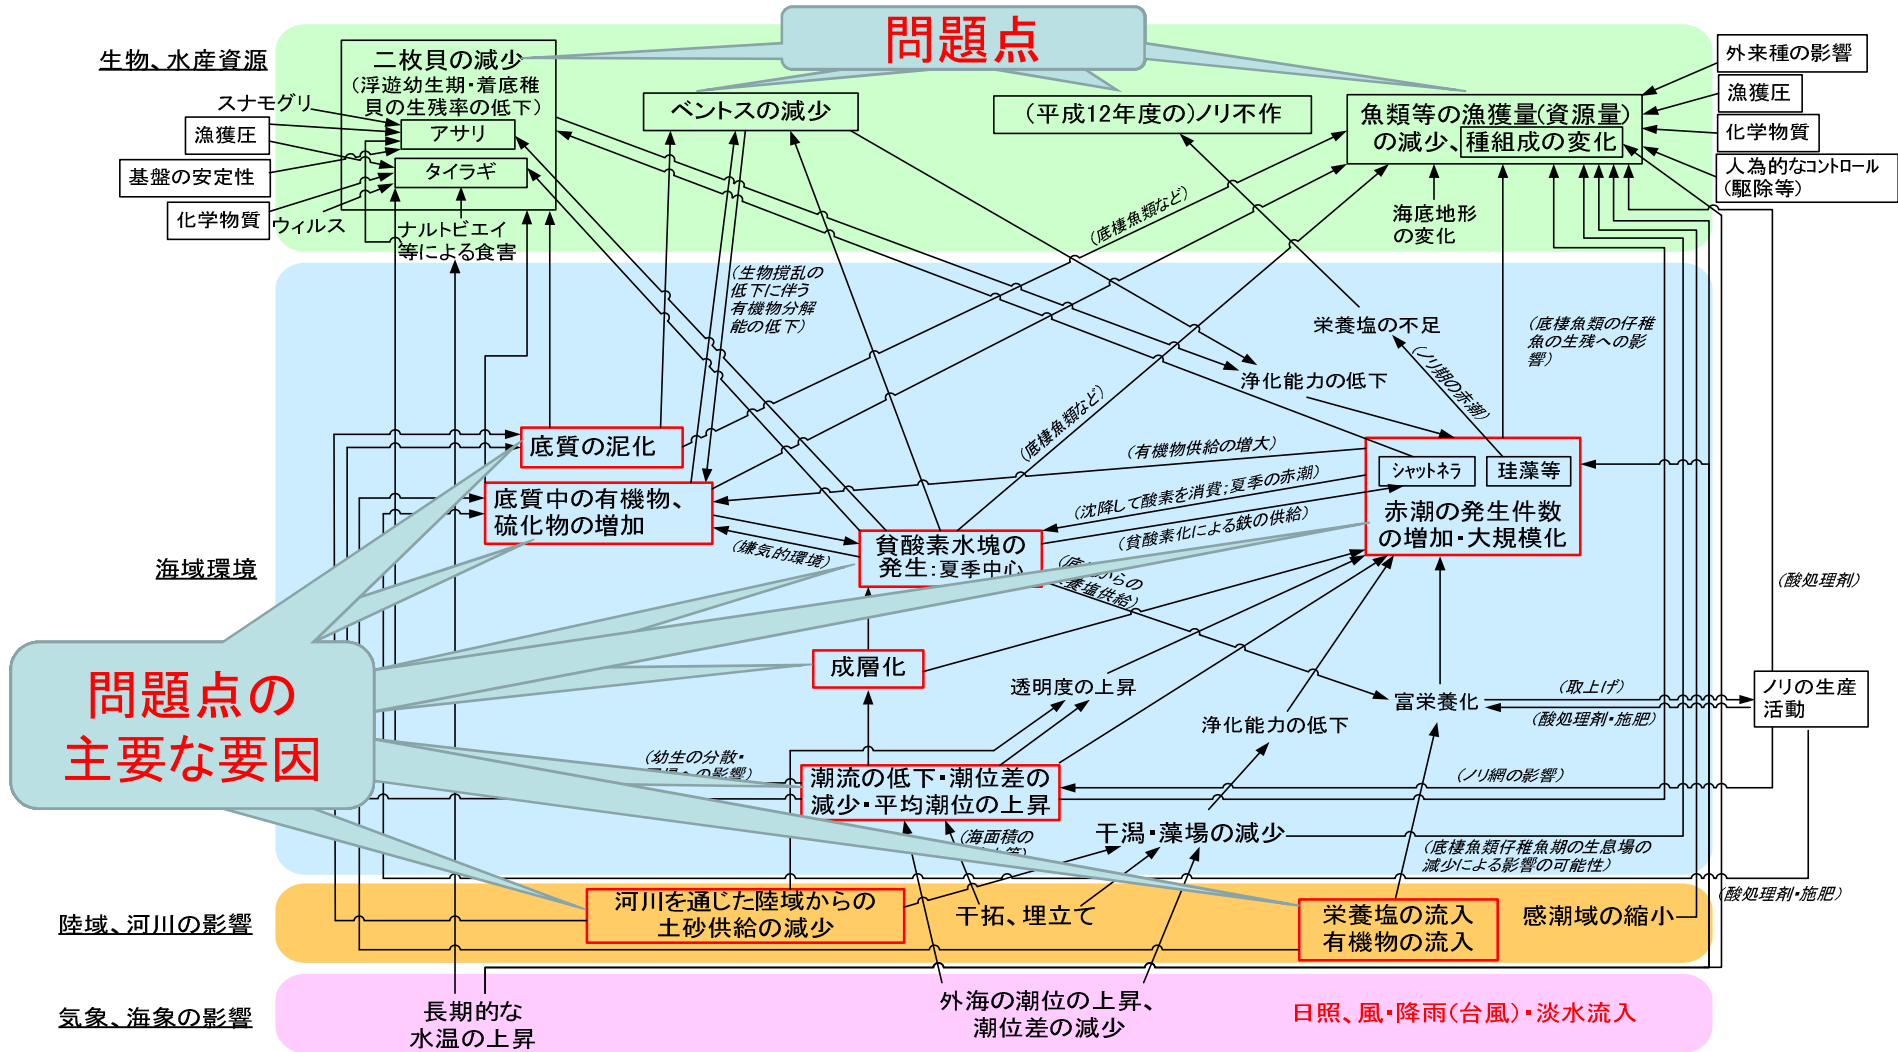 問題点
生物、水産資源
二枚貝の減少
(浮遊幼生期・着底稚
貝の生残率の低下)
アサリ
タイラギ
スナモグリ
漁獲圧
基盤の安定性
化学物質
ウィルス
ナルトビエイ
等による食害
ベントスの減少
(平成12年度の)ノリ不作
魚類等の漁獲量(資源量)
の減少、種組成の変化
外来種の影響
漁獲圧
化学物質
人為的なコントロール
(駆除等)
海底地形
の変化
(底棲魚類など)
(生物撹乱の
低下に伴う
有機物分解
能の低下)
栄養塩の不足
(底棲魚類の仔稚
魚の生残への影
響)
浄化能力の低下
(ノリ期の赤潮)
(底棲魚類など)
海域環境
底質の泥化
底質中の有機物、
硫化物の増加
(有機物供給の増大)
(沈降して酸素を消費;夏季の赤潮)
(貧酸素化による鉄の供給)
(嫌気的環境)
貧酸素水塊の
発生:夏季中心
シャットネラ
珪藻等
赤潮の発生件数
の増加・大規模化
(酸処理剤)
問題点の
主要な要因
成層化
透明度の上昇
浄化能力の低下
富栄養化
(取上げ)
(酸処理剤・施肥)
ノリの生産
活動
(幼生の分散・
潮流の低下・潮位差の
減少・平均潮位の上昇
(ノリ網の影響)
(海面積の
干潟・藻場の減少
(底棲魚類仔稚魚期の生息場の
減少による影響の可能性)
(酸処理剤・施肥)
陸域、河川の影響
河川を通じた陸域からの
土砂供給の減少
干拓、埋立て
栄養塩の流入
有機物の流入
感潮域の縮小
気象、海象の影響
長期的な
水温の上昇
外海の潮位の上昇、
潮位差の減少
日照、風・降雨(台風)・淡水流入